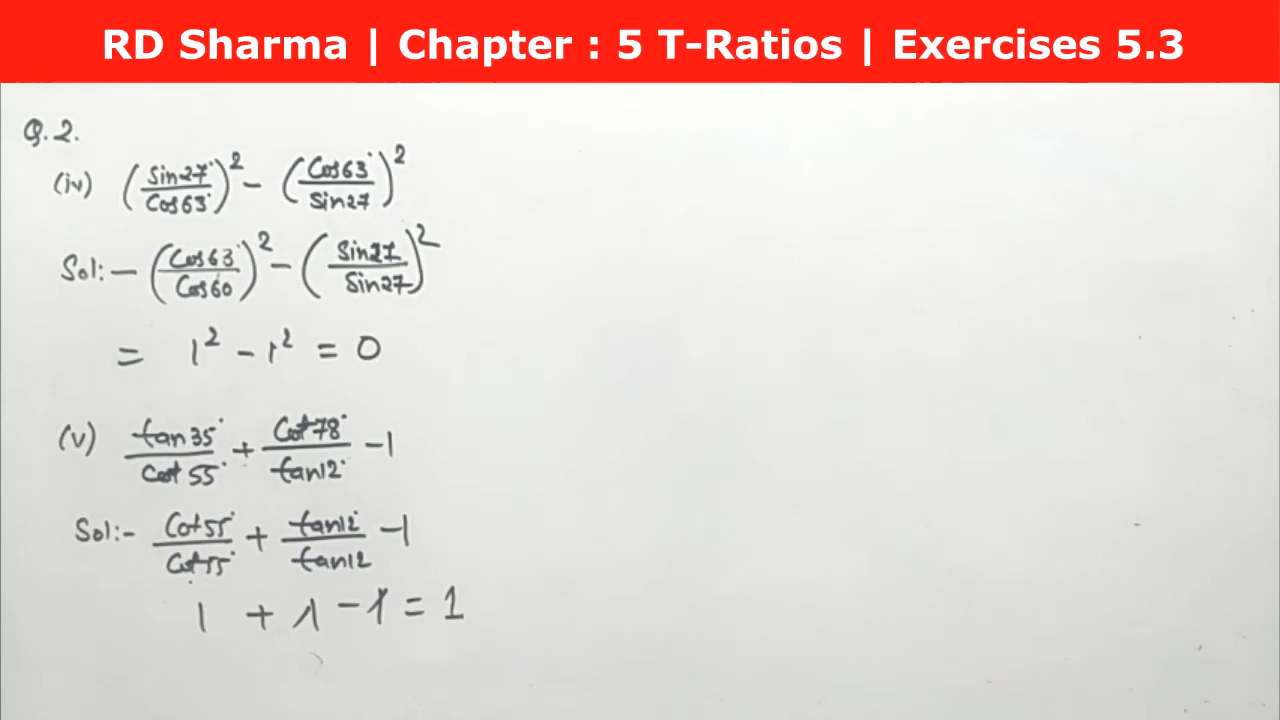 RD Sharma | Chapter : 5 T-Ratios | Exercises 5.3
Q.2.
(iv) (Sin27°/Cos63°)² - (Cos63°/Sin27)²
Sol:- (Cos63°/Cos60)² - (Sin27/Sin27)²
= 1² - 1² = 0
(v) tan35°/Cot55° + Cot78°/tan12° - 1
Sol:- Cot55°/Cot55° + tan12°/tan12 - 1
1 + 1 - 1 = 1